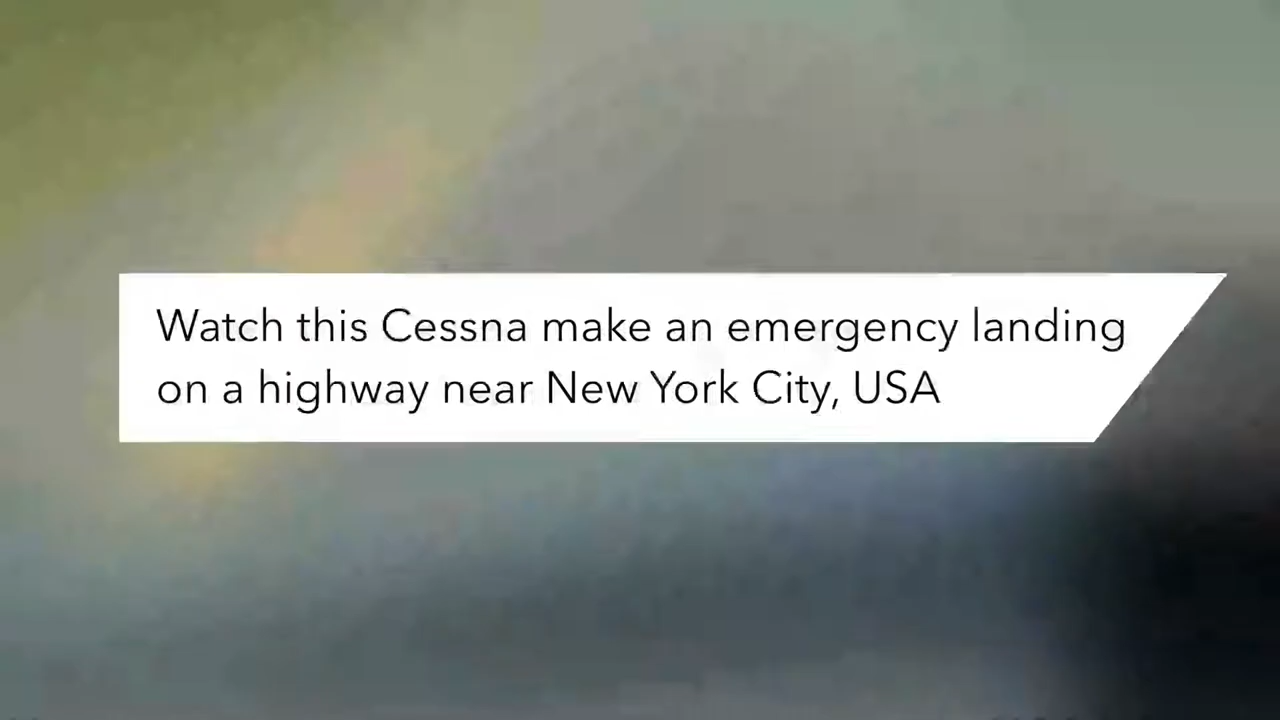 Watch this Cessna make an emergency landing
on a highway near New York City, USA